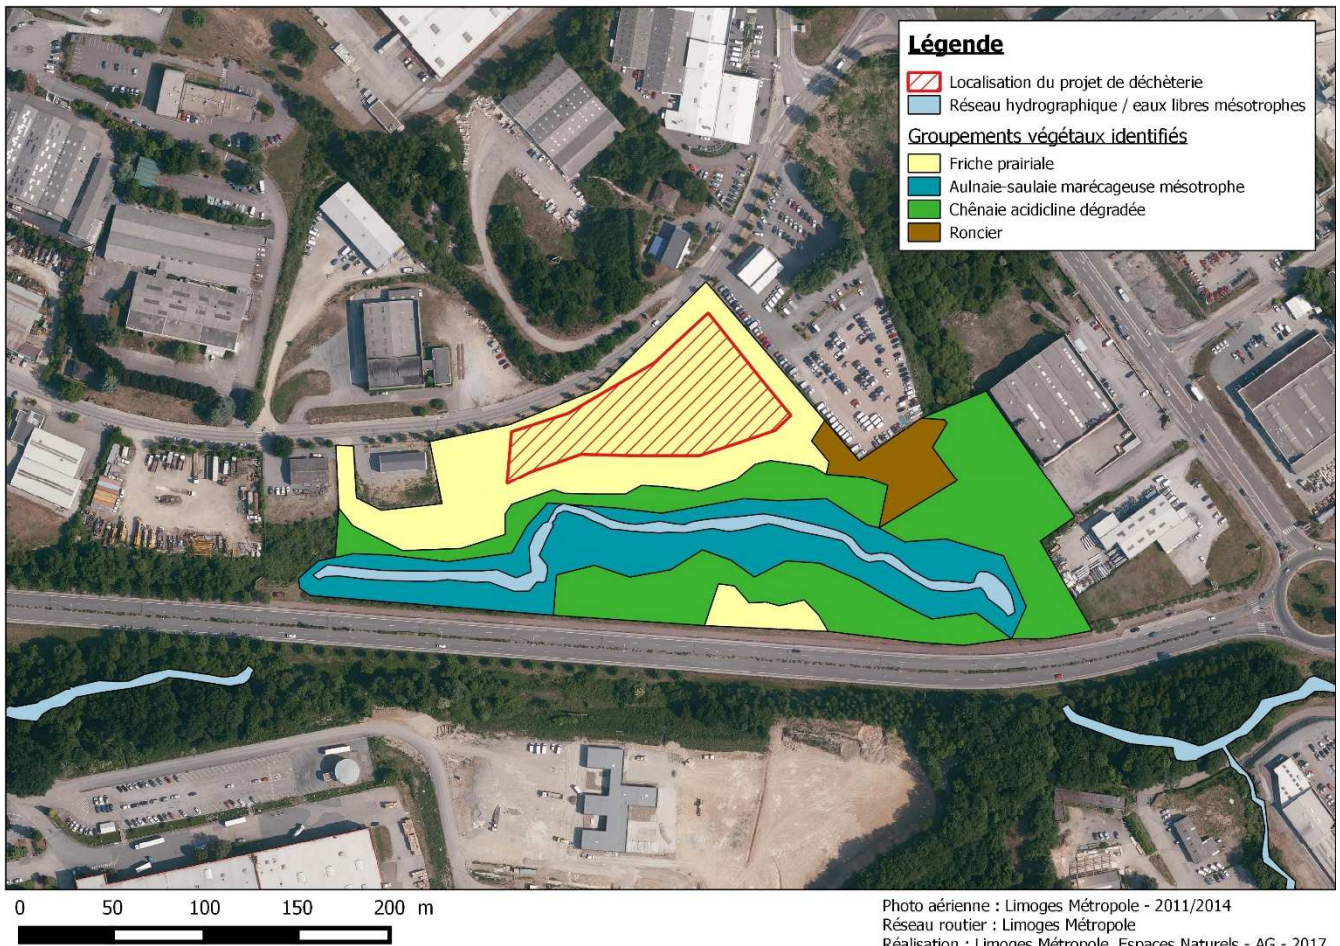 Légende
Localisation du projet de déchèterie
Réseau hydrographique / eaux libres mésotrophes
Groupements végétaux identifiés
Friche prairiale
Aulnaie-saulaie marécageuse mésotrophe
Chênaie acidicline dégradée
Roncier
0 50 100 150 200 m
Photo aérienne : Limoges Métropole - 2011/2014
Réseau routier : Limoges Métropole
Réalisation : Limoges Métropole, Espaces Naturels - AG - 2017